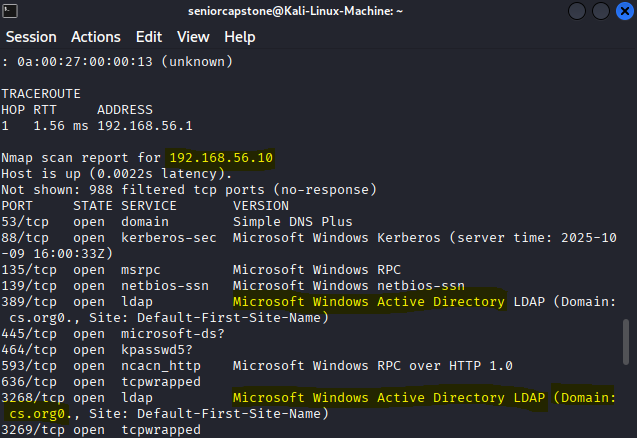 seniorcapstone@Kali-Linux-Machine: ~
Session Actions Edit View Help
: 0a:00:27:00:00:13 (unknown)
TRACEROUTE
HOP RTT     ADDRESS
1   1.56 ms 192.168.56.1
Nmap scan report for 192.168.56.10
Host is up (0.0022s latency).
Not shown: 988 filtered tcp ports (no-response)
PORT     STATE SERVICE       VERSION
53/tcp   open  domain        Simple DNS Plus
88/tcp   open  kerberos-sec  Microsoft Windows Kerberos (server time: 2025-10
-09 16:00:33Z)
135/tcp  open  msrpc         Microsoft Windows RPC
139/tcp  open  netbios-ssn   Microsoft Windows netbios-ssn
389/tcp  open  ldap          Microsoft Windows Active Directory LDAP (Domain:
 cs.org0., Site: Default-First-Site-Name)
445/tcp  open  microsoft-ds?
464/tcp  open  kpasswd5?
593/tcp  open  ncacn_http    Microsoft Windows RPC over HTTP 1.0
636/tcp  open  tcpwrapped
3268/tcp open  ldap          Microsoft Windows Active Directory LDAP (Domain:
 cs.org0., Site: Default-First-Site-Name)
3269/tcp open  tcpwrapped